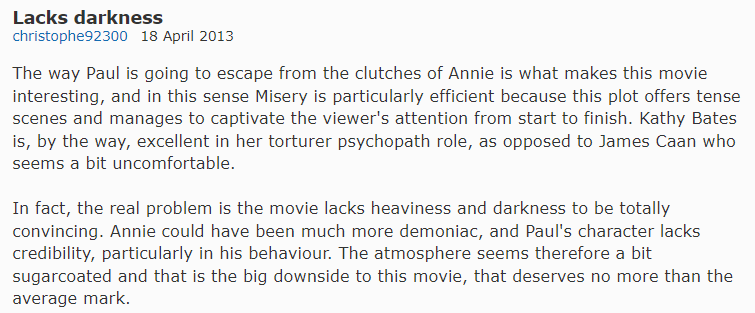 Lacks darkness
christophe92300 18 April 2013
The way Paul is going to escape from the clutches of Annie is what makes this movie
interesting, and in this sense Misery is particularly efficient because this plot offers tense
scenes and manages to captivate the viewer's attention from start to finish. Kathy Bates
is, by the way, excellent in her torturer psychopath role, as opposed to James Caan who
seems a bit uncomfortable.
In fact, the real problem is the movie lacks heaviness and darkness to be totally
convincing. Annie could have been much more demoniac, and Paul's character lacks
credibility, particularly in his behaviour. The atmosphere seems therefore a bit
sugarcoated and that is the big downside to this movie, that deserves no more than the
average mark.